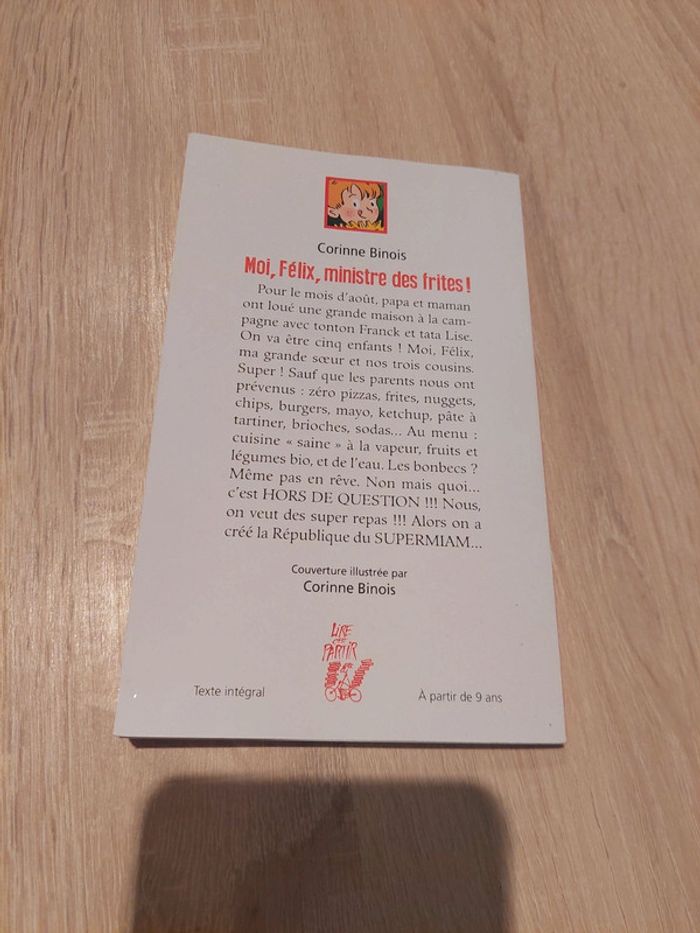 Corinne Binois
Moi, Félix, ministre des frites !
Pour le mois d'août, papa et maman
ont loué une grande maison à la cam-
pagne avec tonton Franck et tata Lise.
On va être cinq enfants ! Moi, Félix,
ma grande sœur et nos trois cousins.
Super ! Sauf que les parents nous ont
prévenus : zéro pizzas, frites, nuggets,
chips, burgers, mayo, ketchup, pâte à
tartiner, brioches, sodas... Au menu :
cuisine « saine » à la vapeur, fruits et
légumes bio, et de l'eau. Les bonbecs ?
Même pas en rêve. Non mais quoi...
c'est HORS DE QUESTION !!! Nous,
on veut des super repas !!! Alors on a
créé la République du SUPERMIAM...
Couverture illustrée par
Corinne Binois
LIRE
c'est
PARTIR
Texte intégral
À partir de 9 ans